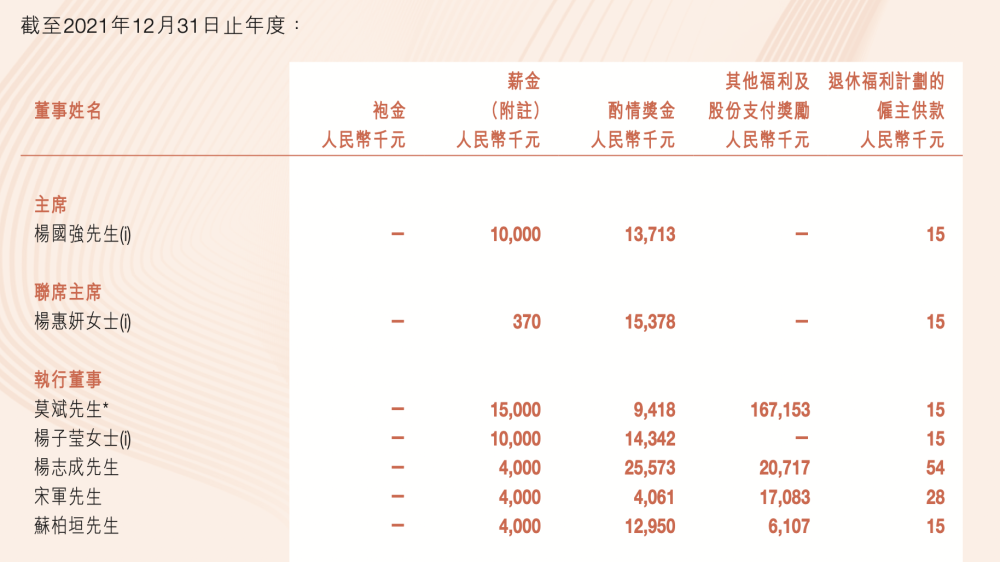 截至2021年12月31日止年度：
薪金 其他福利及 退休福利計劃的
董事姓名 袍金 （附註） 酌情獎金 股份支付獎勵 僱主供款
人民幣千元 人民幣千元 人民幣千元 人民幣千元 人民幣千元
主席
楊國強先生(i) – 10,000 13,713 – 15
聯席主席
楊惠妍女士(i) – 370 15,378 – 15
執行董事
莫斌先生* – 15,000 9,418 167,153 15
楊子莹女士(i) – 10,000 14,342 – 15
楊志成先生 – 4,000 25,573 20,717 54
宋軍先生 – 4,000 4,061 17,083 28
蘇柏垣先生 – 4,000 12,950 6,107 15